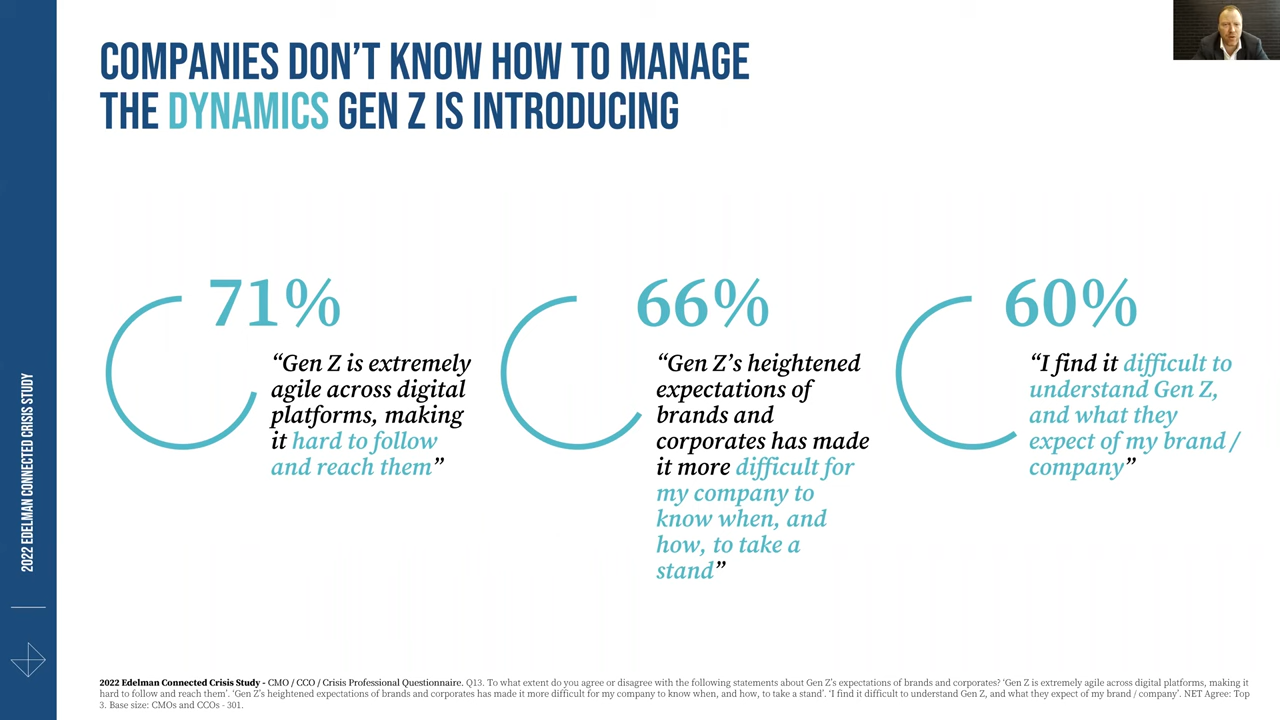 COMPANIES DON’T KNOW HOW TO MANAGE
THE DYNAMICS GEN Z IS INTRODUCING
71%
“Gen Z is extremely
agile across digital
platforms, making
it hard to follow
and reach them”
66%
“Gen Z’s heightened
expectations of
brands and
corporates has made
it more difficult for
my company to
know when, and
how, to take a
stand”
60%
“I find it difficult to
understand Gen Z,
and what they
expect of my brand /
company”
2022 EDELMAN CONNECTED CRISIS STUDY
2022 Edelman Connected Crisis Study - CMO / CCO / Crisis Professional Questionnaire. Q13. To what extent do you agree or disagree with the following statements about Gen Z’s expectations of brands and corporates? ‘Gen Z is extremely agile across digital platforms, making it
hard to follow and reach them’. ‘Gen Z’s heightened expectations of brands and corporates has made it more difficult for my company to know when, and how, to take a stand’. ‘I find it difficult to understand Gen Z, and what they expect of my brand / company’. NET Agree: Top
3. Base size: CMOs and CCOs - 301.